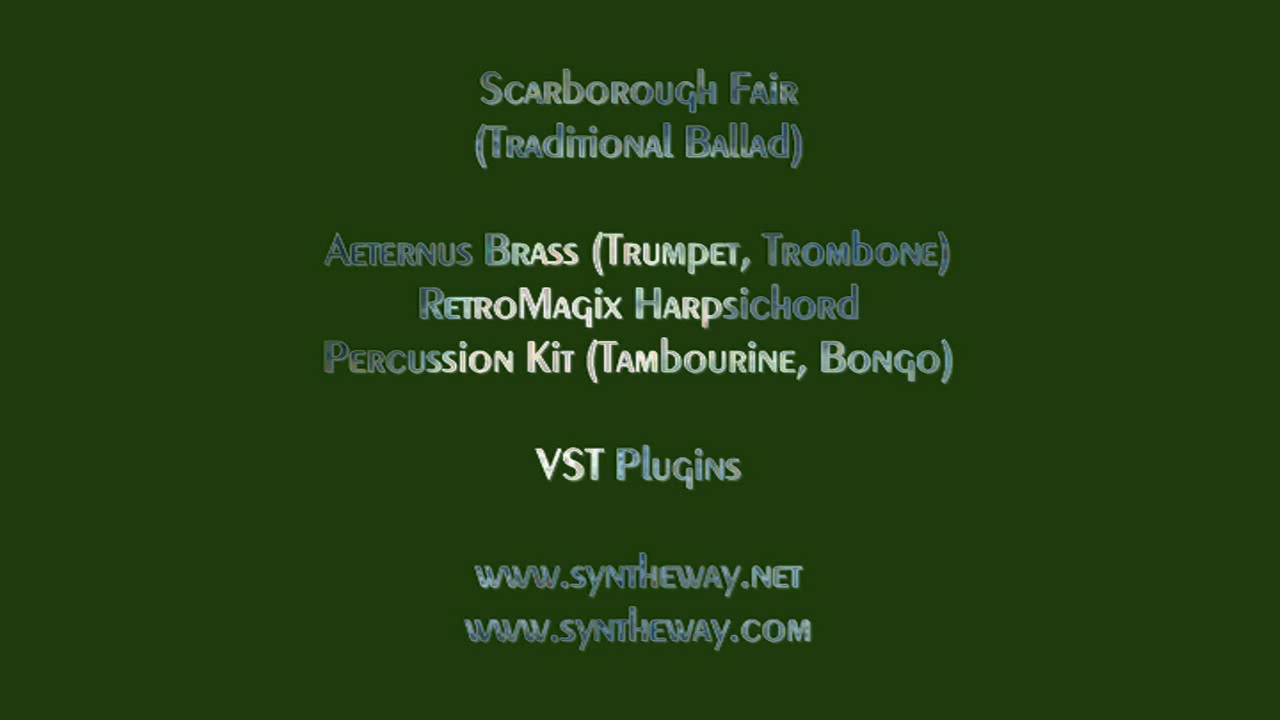 Scarborough Fair
(Traditional Ballad)
Aeternus Brass (Trumpet, Trombone)
RetroMagix Harpsichord
Percussion Kit (Tambourine, Bongo)
VST Plugins
www.syntheway.net
www.syntheway.com